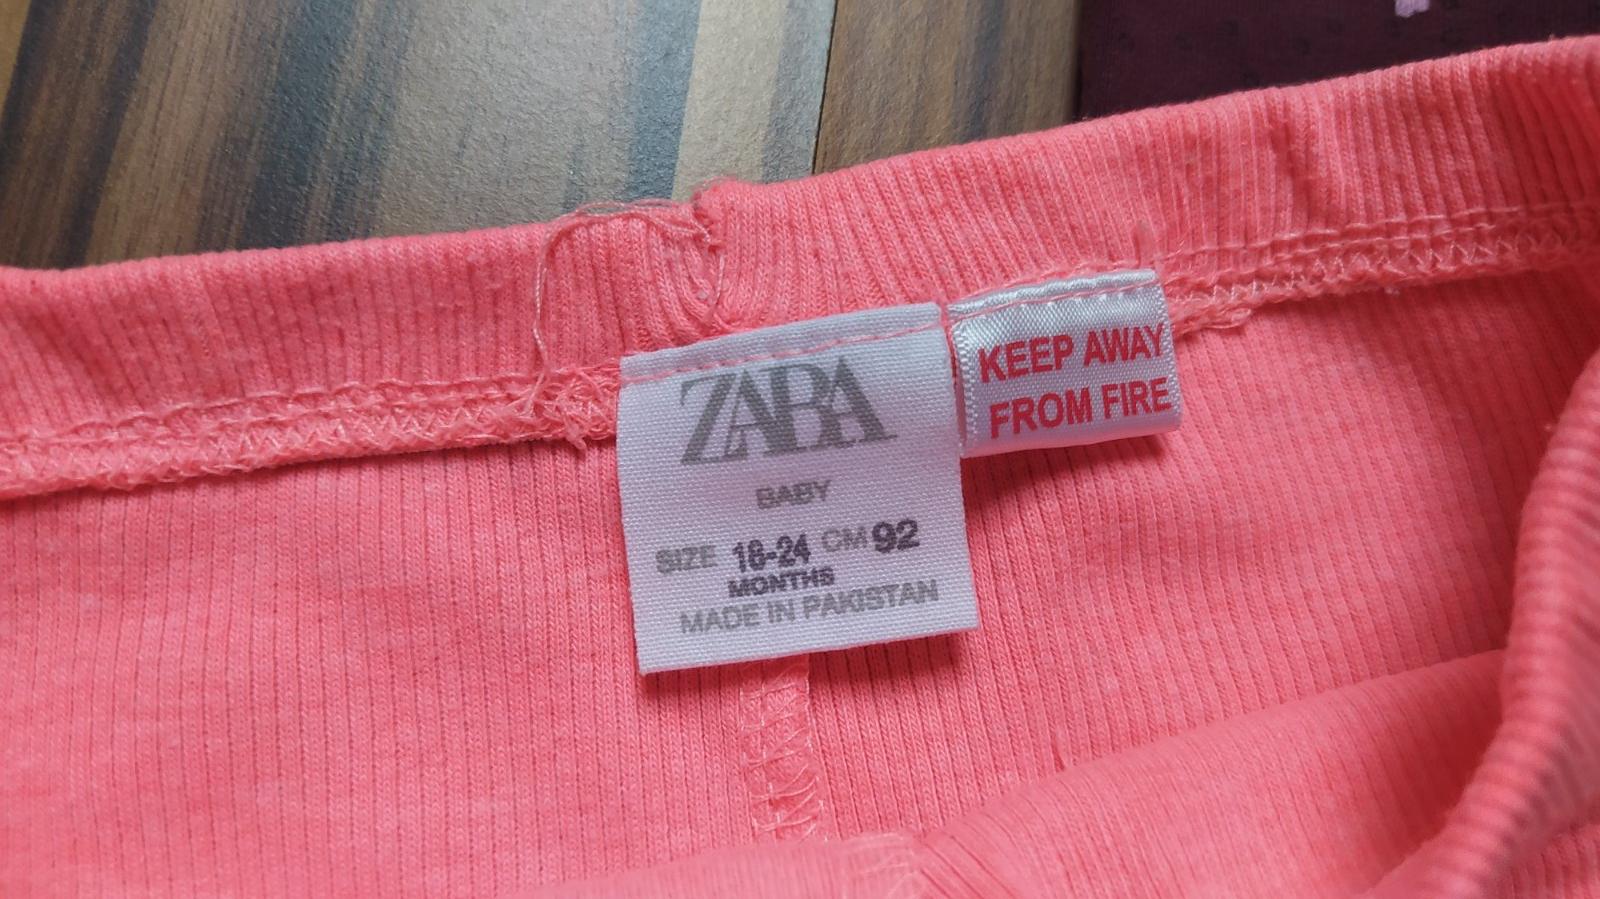 ZARA
BABY
SIZE 18-24 CM 92
MONTHS
MADE IN PAKISTAN
KEEP AWAY
FROM FIRE